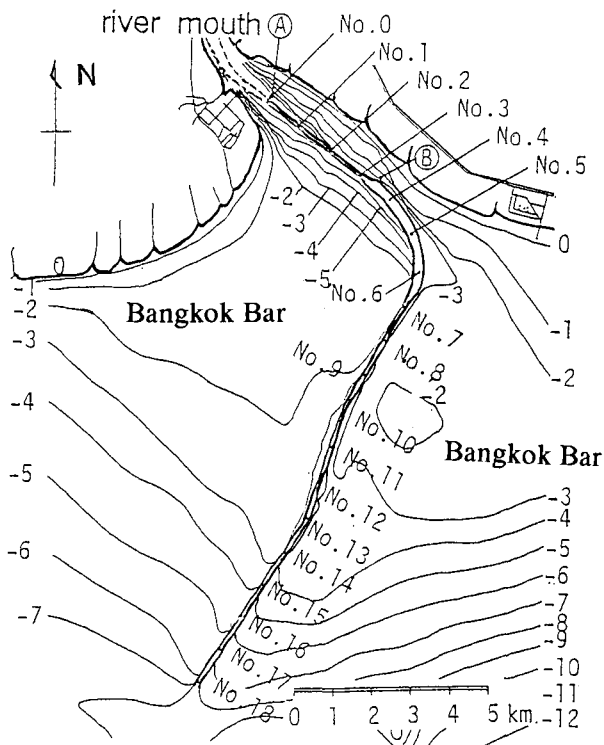 river mouth Ⓐ
No.0
No.1
No.2
No.3
No.4
No.5
Ⓑ
N
-2
-3
-4
-5
No.6
0
-1
-2
0
-1
-2
-3
-4
-5
-6
-7
Bangkok Bar
-3
No.7
No.8
No.9
-2
No.10
Bangkok Bar
No.11
No.12
No.13
No.14
No.15
No.16
No.17
No.18
-3
-4
-5
-6
-7
-8
-9
-10
-11
-12
0 1 2 3 4 5 km.